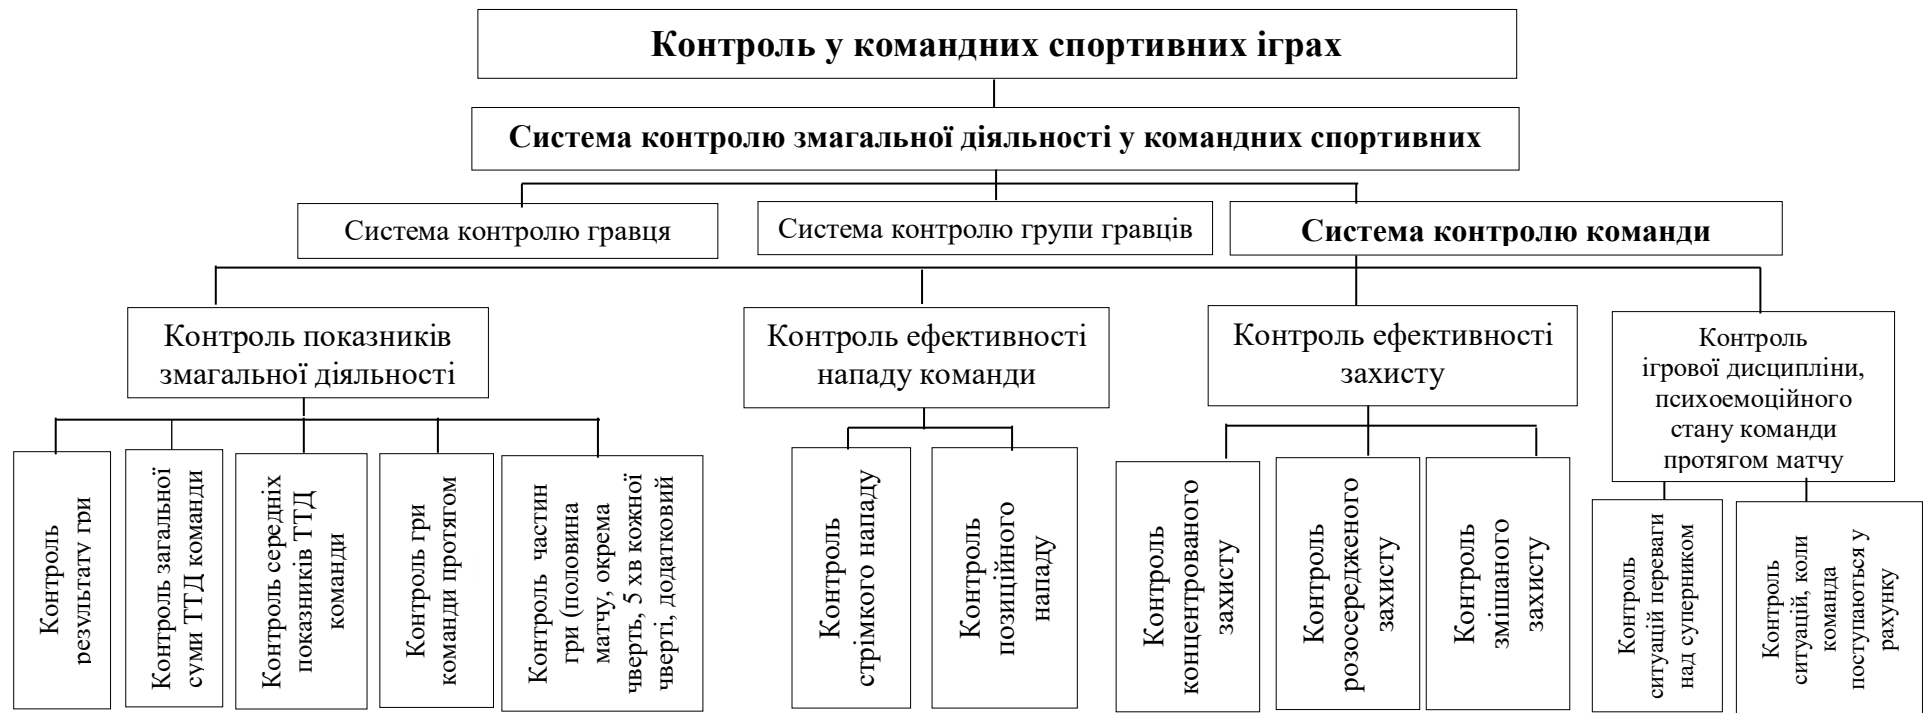 Контроль у командних спортивних іграх
Система контролю змагальної діяльності у командних спортивних
Система контролю гравця
Система контролю групи гравців
Система контролю команди
Контроль показників
змагальної діяльності
Контроль ефективності
нападу команди
Контроль ефективності
захисту
Контроль
ігрової дисципліни,
психоемоційного
стану команди
протягом матчу
Контроль
результату гри
Контроль загальної
суми ТТД команди
Контроль середніх
показників ТТД
команди
Контроль гри
команди протягом
Контроль частин
гри (половина
матчу, окрема
чверть, 5 хв кожної
чверті, додатковий
Контроль
стрімкого нападу
Контроль
позиційного
нападу
Контроль
концентрованого
захисту
Контроль
розосередженого
захисту
Контроль
змішаного
захисту
Контроль
ситуацій переваги
над суперником
Контроль
ситуацій, коли
команда
поступаються у
рахунку